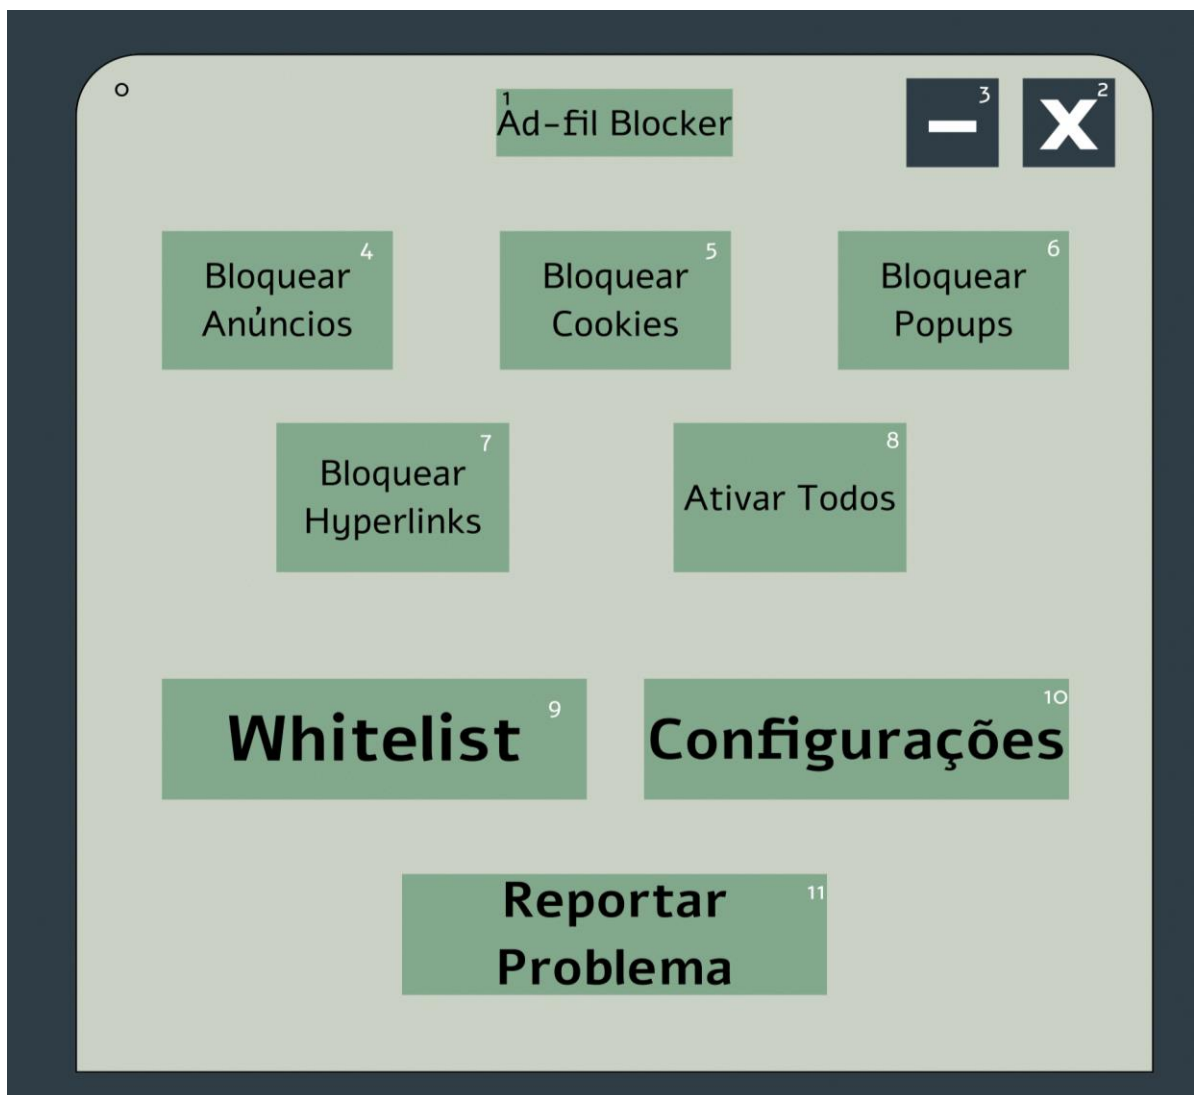 0
1
Ad-fil Blocker
3
–
2
X
4
Bloquear
Anúncios
5
Bloquear
Cookies
6
Bloquear
Popups
7
Bloquear
Hyperlinks
8
Ativar Todos
9
Whitelist
10
Configurações
11
Reportar
Problema